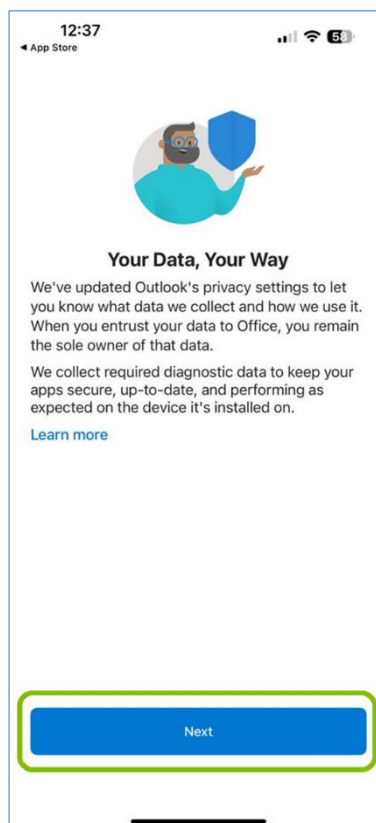 12:37
58
◀ App Store
Your Data, Your Way
We've updated Outlook's privacy settings to let
you know what data we collect and how we use it.
When you entrust your data to Office, you remain
the sole owner of that data.
We collect required diagnostic data to keep your
apps secure, up-to-date, and performing as
expected on the device it's installed on.
Learn more
Next